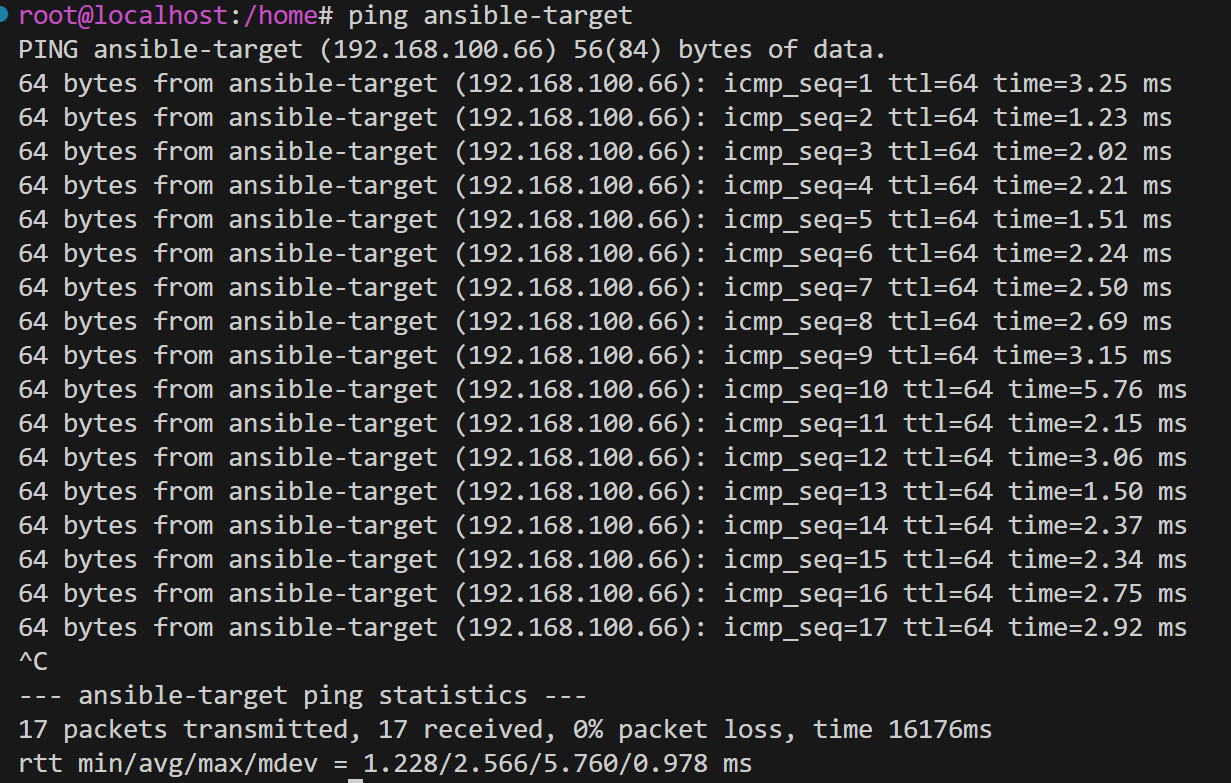 root@localhost:/home# ping ansible-target
PING ansible-target (192.168.100.66) 56(84) bytes of data.
64 bytes from ansible-target (192.168.100.66): icmp_seq=1 ttl=64 time=3.25 ms
64 bytes from ansible-target (192.168.100.66): icmp_seq=2 ttl=64 time=1.23 ms
64 bytes from ansible-target (192.168.100.66): icmp_seq=3 ttl=64 time=2.02 ms
64 bytes from ansible-target (192.168.100.66): icmp_seq=4 ttl=64 time=2.21 ms
64 bytes from ansible-target (192.168.100.66): icmp_seq=5 ttl=64 time=1.51 ms
64 bytes from ansible-target (192.168.100.66): icmp_seq=6 ttl=64 time=2.24 ms
64 bytes from ansible-target (192.168.100.66): icmp_seq=7 ttl=64 time=2.50 ms
64 bytes from ansible-target (192.168.100.66): icmp_seq=8 ttl=64 time=2.69 ms
64 bytes from ansible-target (192.168.100.66): icmp_seq=9 ttl=64 time=3.15 ms
64 bytes from ansible-target (192.168.100.66): icmp_seq=10 ttl=64 time=5.76 ms
64 bytes from ansible-target (192.168.100.66): icmp_seq=11 ttl=64 time=2.15 ms
64 bytes from ansible-target (192.168.100.66): icmp_seq=12 ttl=64 time=3.06 ms
64 bytes from ansible-target (192.168.100.66): icmp_seq=13 ttl=64 time=1.50 ms
64 bytes from ansible-target (192.168.100.66): icmp_seq=14 ttl=64 time=2.37 ms
64 bytes from ansible-target (192.168.100.66): icmp_seq=15 ttl=64 time=2.34 ms
64 bytes from ansible-target (192.168.100.66): icmp_seq=16 ttl=64 time=2.75 ms
64 bytes from ansible-target (192.168.100.66): icmp_seq=17 ttl=64 time=2.92 ms
^C
--- ansible-target ping statistics ---
17 packets transmitted, 17 received, 0% packet loss, time 16176ms
rtt min/avg/max/mdev = 1.228/2.566/5.760/0.978 ms